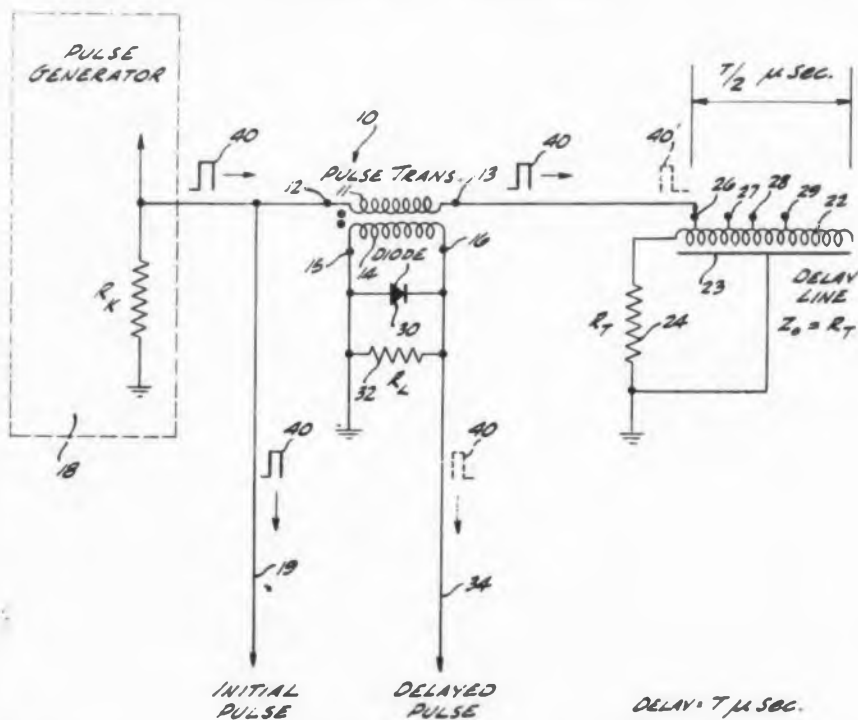 PULSE
GENERATOR
T/2 μ SEC.
10
40
40
40'
PULSE TRANS.
12
11
13
26
27
28
29
22
15
14
16
DIODE
23
DELAY
LINE
Z₀ = R_T
R_K
30
R_T
24
32
R_L
18
40
40
19
34
INITIAL
PULSE
DELAYED
PULSE
DELAY = T μ SEC.